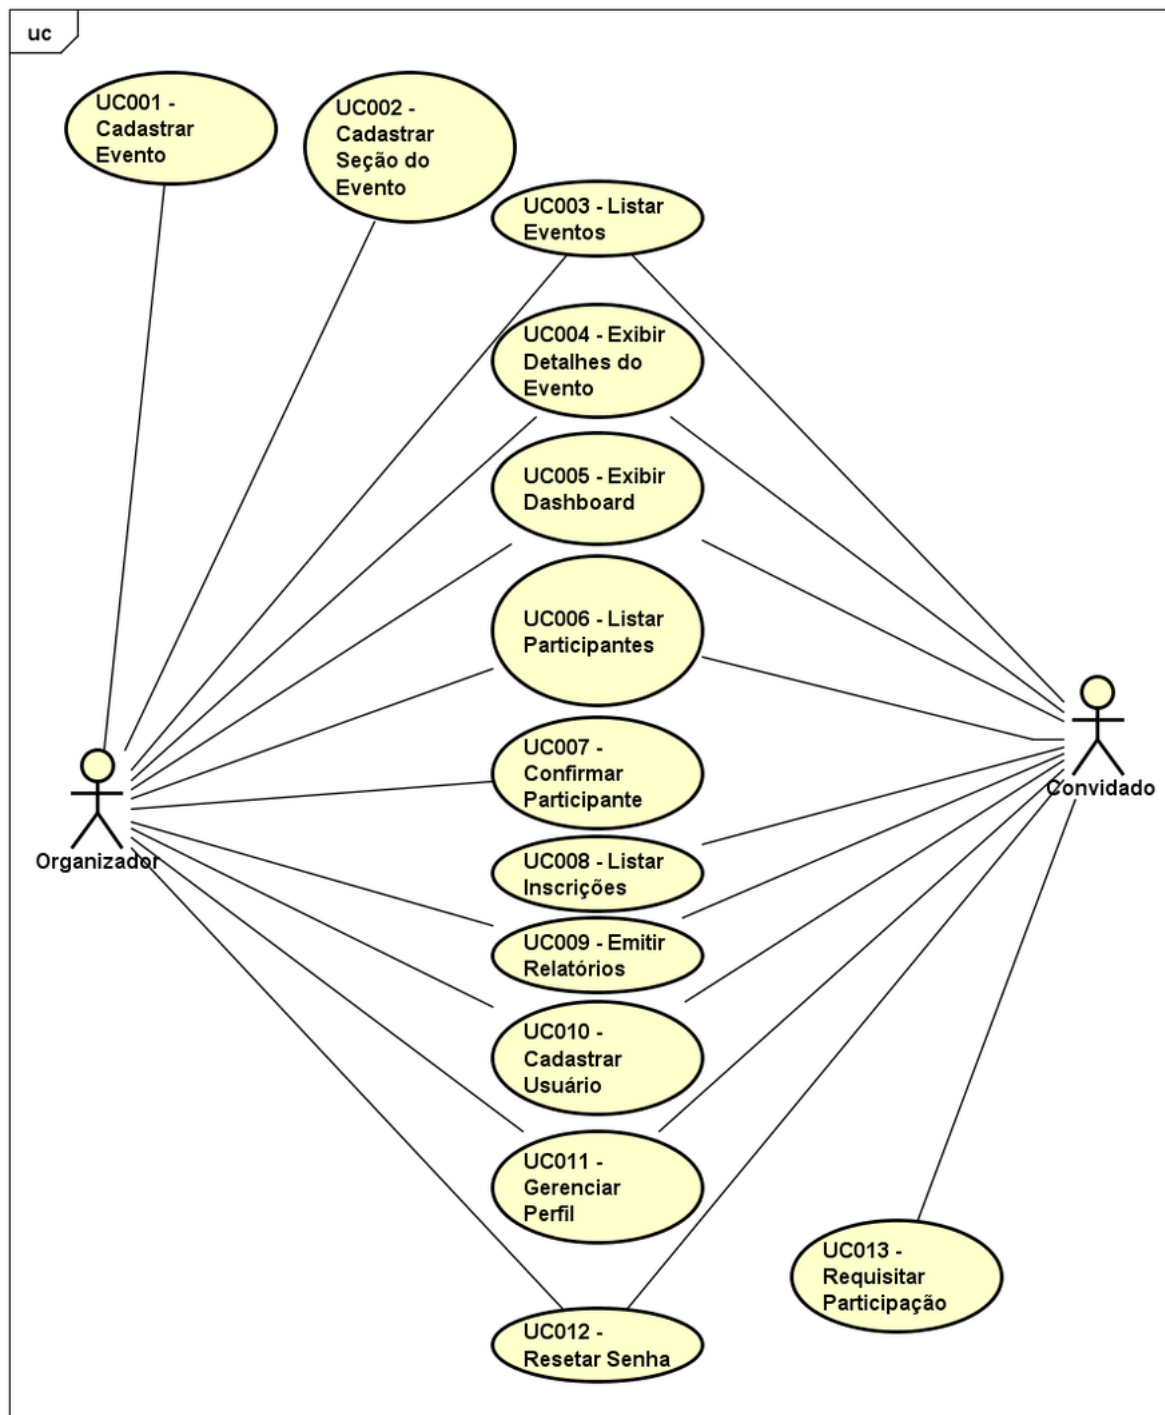 uc
UC001 -
Cadastrar
Evento
UC002 -
Cadastrar
Seção do
Evento
UC003 - Listar
Eventos
UC004 - Exibir
Detalhes do
Evento
UC005 - Exibir
Dashboard
UC006 - Listar
Participantes
UC007 -
Confirmar
Participante
Organizador
Convidado
UC008 - Listar
Inscrições
UC009 - Emitir
Relatórios
UC010 -
Cadastrar
Usuário
UC011 -
Gerenciar
Perfil
UC013 -
Requisitar
Participação
UC012 -
Resetar Senha